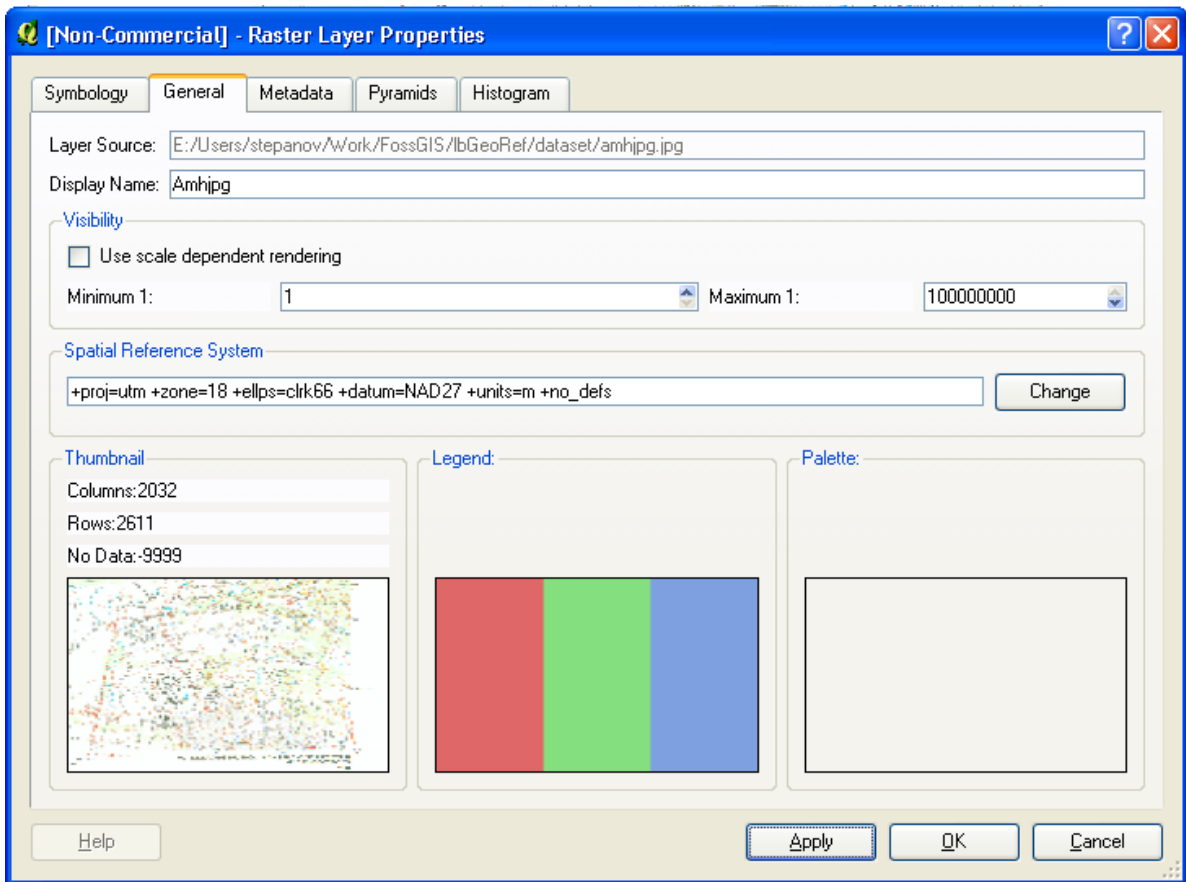 [Non-Commercial] - Raster Layer Properties
Symbology General Metadata Pyramids Histogram
Layer Source: E:/Users/stepanov/Work/FossGIS/lbGeoRef/dataset/amhjpg.jpg
Display Name: Amhjpg
Visibility
Use scale dependent rendering
Minimum 1: 1 Maximum 1: 100000000
Spatial Reference System
+proj=utm +zone=18 +ellps=clrk66 +datum=NAD27 +units=m +no_defs Change
Thumbnail Legend: Palette:
Columns:2032
Rows:2611
No Data:-9999
Help Apply OK Cancel